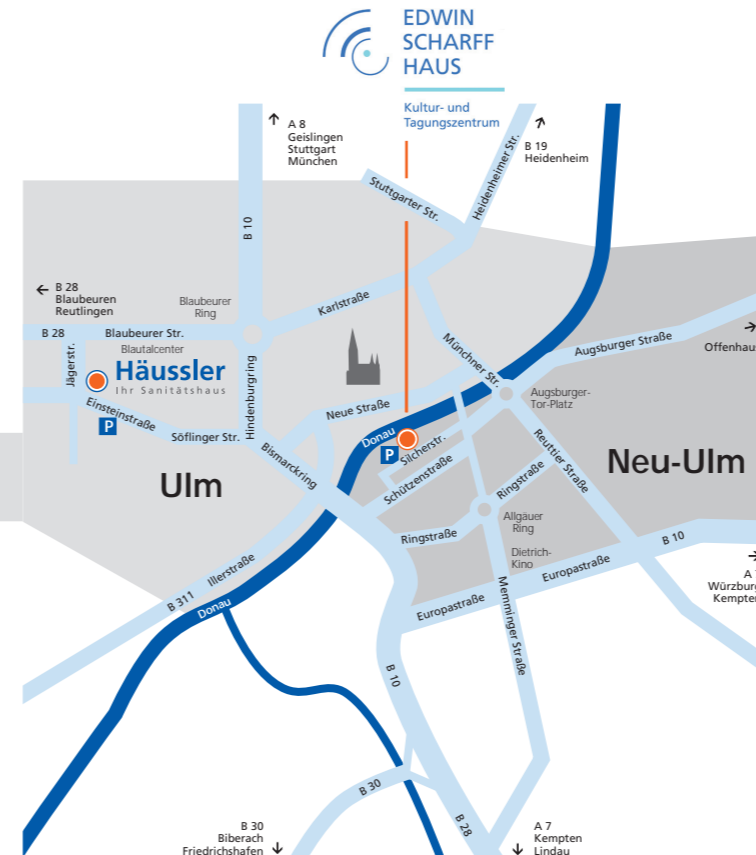 EDWIN
SCHARFF
HAUS
Kultur- und
Tagungszentrum
A 8
Geislingen
Stuttgart
München
B 19
Heidenheim
Stuttgarter Str.
Heidenheimer Str.
B 10
B 28
Blaubeuren
Reutlingen
Blaubeurer
Ring
Karlstraße
B 28
Blaubeurer Str.
Jägerstr.
Blautalcenter
Häussler
Ihr Sanitätshaus
Hindenburgring
Münchner Str.
Augsburger Straße
Offenhaus
Einsteinstraße
P
Söflinger Str.
Neue Straße
Augsburger-
Tor-Platz
Bismarckring
Donau
P
Silcherstr.
Schützenstraße
Reuttier Straße
Ulm
Neu-Ulm
Ringstraße
Allgäuer
Ring
Ringstraße
Dietrich-
Kino
B 10
Europastraße
Europastraße
A 7
Würzburg
Kempten
B 311
Illerstraße
Donau
Memminger Straße
B 10
B 30
B 28
B 30
Biberach
Friedrichshafen
A 7
Kempten
Lindau